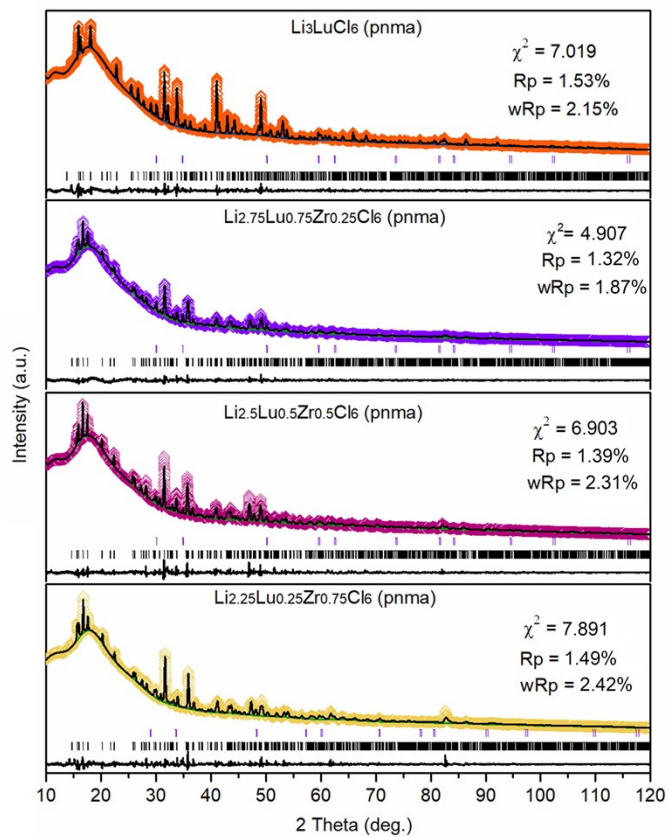 Li3LuCl6 (pnma)
χ² = 7.019
Rp = 1.53%
wRp = 2.15%
Li2.75Lu0.75Zr0.25Cl6 (pnma)
χ²= 4.907
Rp = 1.32%
wRp = 1.87%
Li2.5Lu0.5Zr0.5Cl6 (pnma)
χ² = 6.903
Rp = 1.39%
wRp = 2.31%
Li2.25Lu0.25Zr0.75Cl6 (pnma)
χ² = 7.891
Rp = 1.49%
wRp = 2.42%
Intensity (a.u.)
10 20 30 40 50 60 70 80 90 100 110 120
2 Theta (deg.)